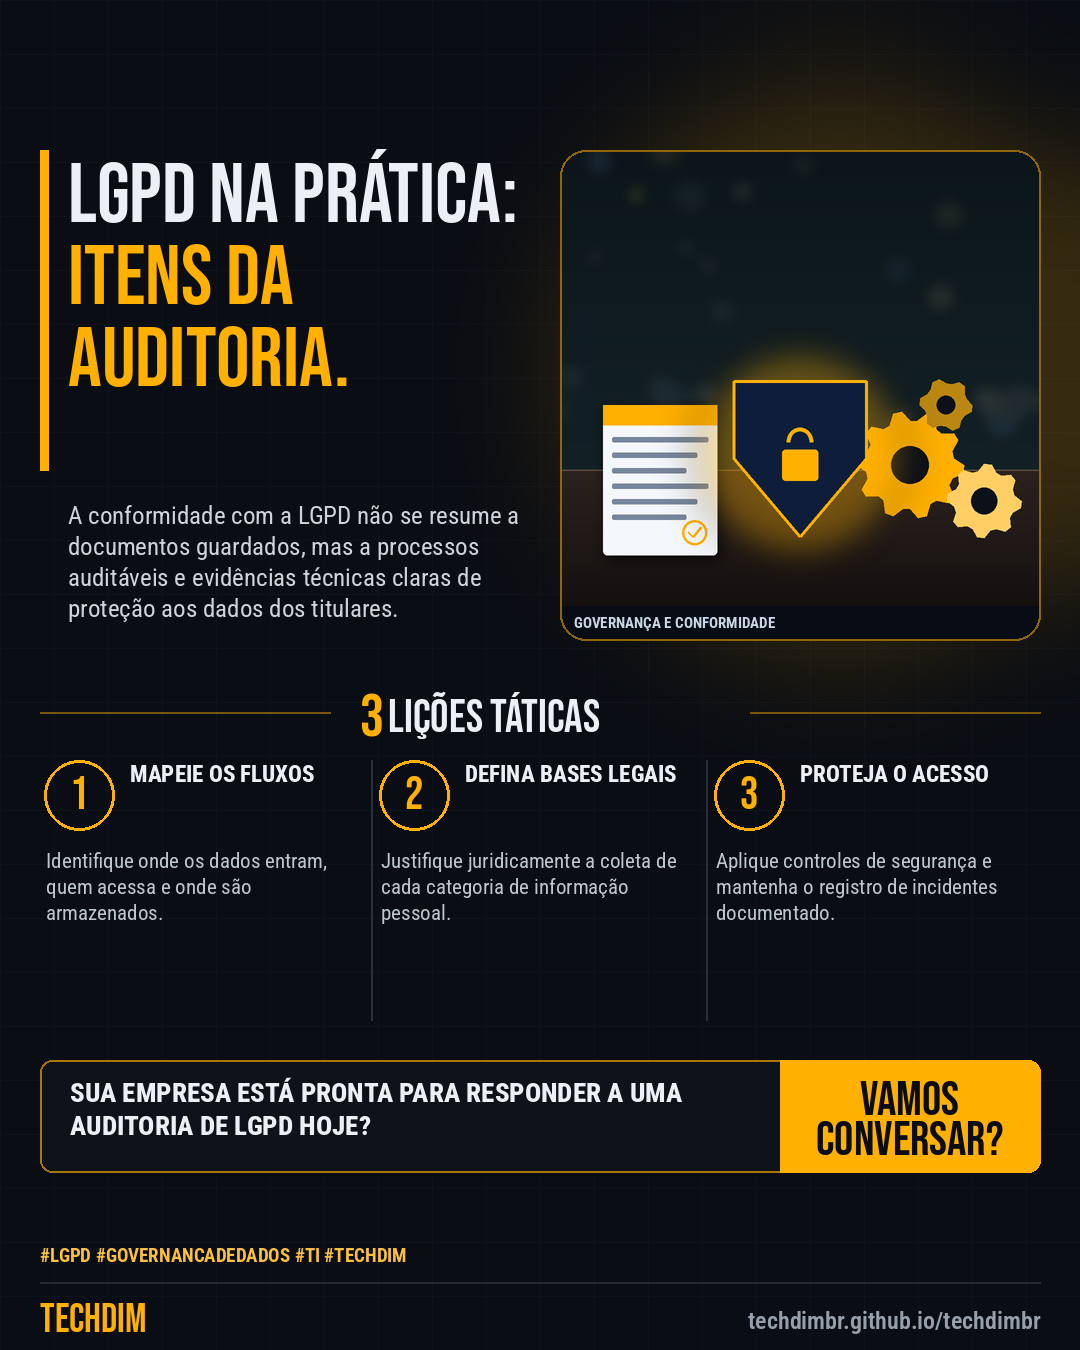 LGPD NA PRÁTICA:
ITENS DA
AUDITORIA.
A conformidade com a LGPD não se resume a
documentos guardados, mas a processos
auditáveis e evidências técnicas claras de
proteção aos dados dos titulares.
GOVERNANÇA E CONFORMIDADE
3 LIÇÕES TÁTICAS
1 MAPEIE OS FLUXOS
Identifique onde os dados entram,
quem acessa e onde são
armazenados.
2 DEFINA BASES LEGAIS
Justifique juridicamente a coleta de
cada categoria de informação
pessoal.
3 PROTEJA O ACESSO
Aplique controles de segurança e
mantenha o registro de incidentes
documentado.
SUA EMPRESA ESTÁ PRONTA PARA RESPONDER A UMA
AUDITORIA DE LGPD HOJE?
VAMOS
CONVERSAR?
#LGPD #GOVERNANCADEDADOS #TI #TECHDIM
TECHDIM
techdimbr.github.io/techdimbr